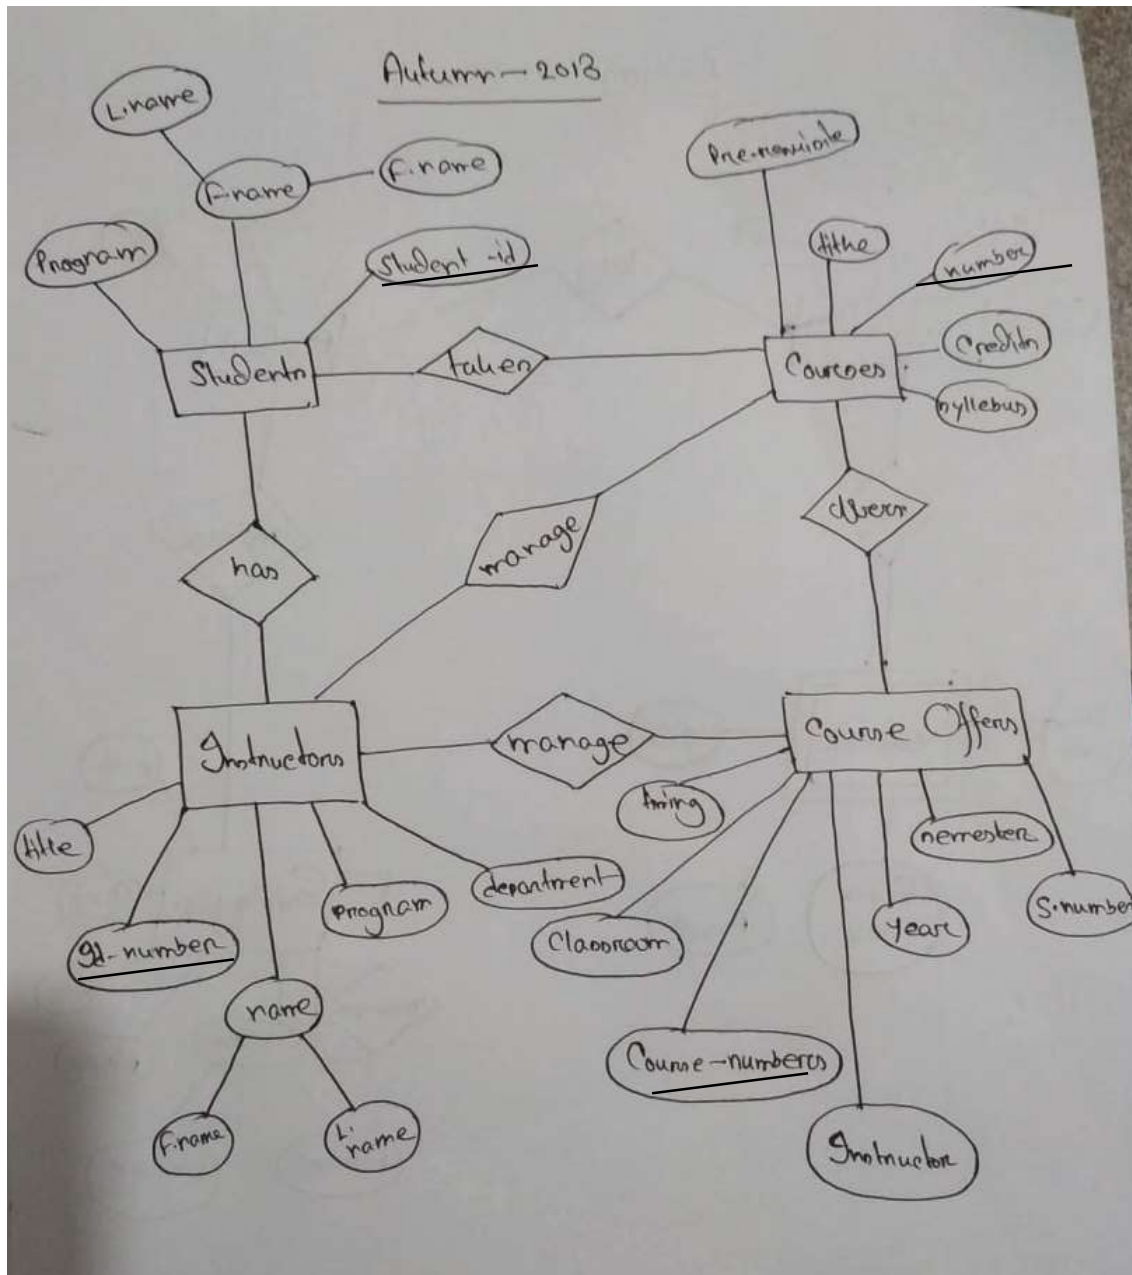 Autumn - 2013
L.name
F-name
F.name
Program
Student-id
Pre-requisite
title
number
Credits
syllebus
Students
taken
Courses
manage
has
Instructors
manage
Course Offers
timing
title
Id-number
name
program
department
Classroom
semester
year
S.number
Course-numbers
F.name
L.name
Instructor